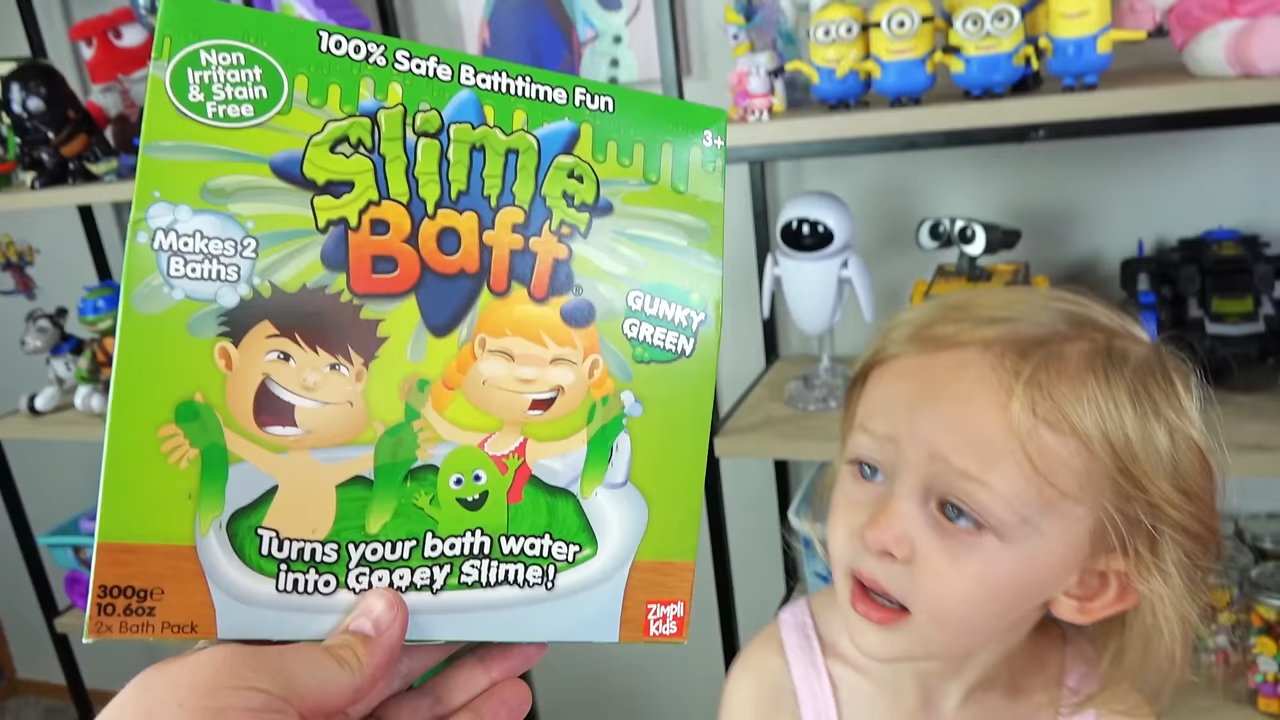 100% Safe Bathtime Fun
Non
Irritant
& Stain
Free
3+
Slime
Baff
Makes 2
Baths
GUNKY
GREEN
Turns your bath water
into Gooey Slime!
300g℮
10.6oz
2x Bath Pack
ZIMPLI
KIDS